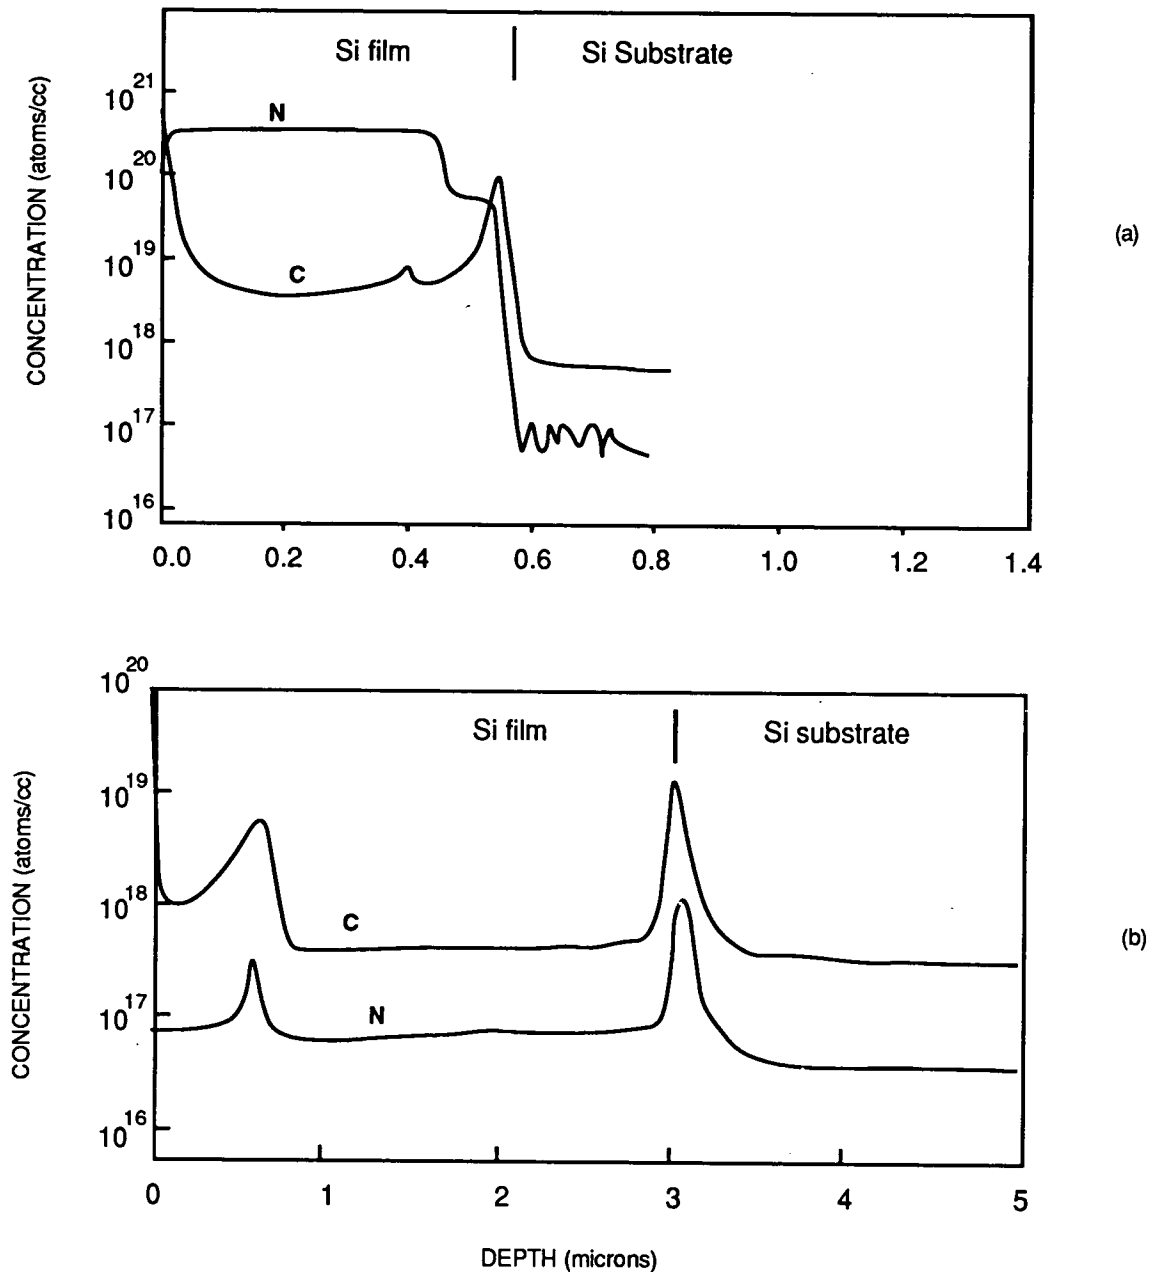 Si film
Si Substrate
CONCENTRATION (atoms/cc)
10^21
10^20
10^19
10^18
10^17
10^16
N
C
(a)
0.0 0.2 0.4 0.6 0.8 1.0 1.2 1.4
Si film
Si substrate
CONCENTRATION (atoms/cc)
10^20
10^19
10^18
10^17
10^16
C
N
(b)
0 1 2 3 4 5
DEPTH (microns)